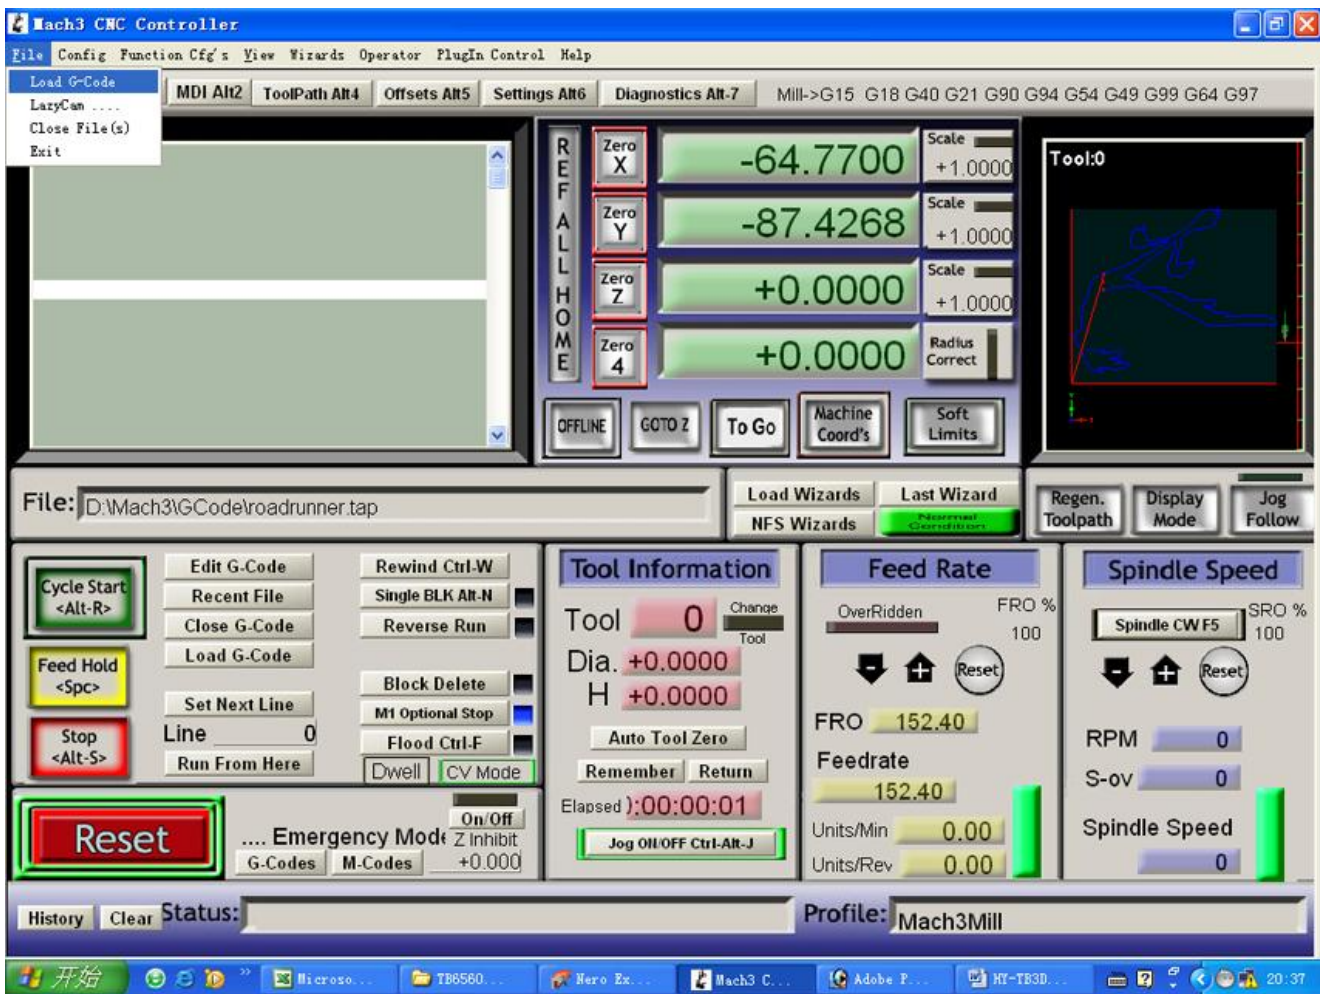 Mach3 CNC Controller
File Config Function Cfg's View Wizards Operator PlugIn Control Help
Load G-Code
LazyCam ....
Close File(s)
Exit
MDI Alt2 ToolPath Alt4 Offsets Alt5 Settings Alt6 Diagnostics Alt-7 Mill->G15 G18 G40 G21 G90 G94 G54 G49 G99 G64 G97
REF ALL HOME
Zero X -64.7700 Scale +1.0000
Zero Y -87.4268 Scale +1.0000
Zero Z +0.0000 Scale +1.0000
Zero 4 +0.0000 Radius Correct
OFFLINE GOTO Z To Go Machine Coord's Soft Limits
Tool:0
File: D:\Mach3\GCode\roadrunner.tap
Load Wizards Last Wizard
NFS Wizards Normal Condition
Regen. Toolpath Display Mode Jog Follow
Cycle Start <Alt-R>
Feed Hold <Spc>
Stop <Alt-S>
Edit G-Code Rewind Ctrl-W
Recent File Single BLK Alt-N
Close G-Code Reverse Run
Load G-Code
Block Delete
Set Next Line M1 Optional Stop
Line 0 Flood Ctrl-F
Run From Here Dwell CV Mode
Reset
.... Emergency Mode
On/Off
Z Inhibit
+0.000
G-Codes M-Codes
Tool Information
Tool 0 Change Tool
Dia. +0.0000
H +0.0000
Auto Tool Zero
Remember Return
Elapsed ):00:00:01
Jog ON/OFF Ctrl-Alt-J
Feed Rate
OverRidden FRO % 100
Reset
FRO 152.40
Feedrate
152.40
Units/Min 0.00
Units/Rev 0.00
Spindle Speed
Spindle CW F5 SRO % 100
Reset
RPM 0
S-ov 0
Spindle Speed
0
History Clear Status: Profile: Mach3Mill
开始 Microso... TB6560... Nero Ex... Mach3 C... Adobe P... HY-TB3D... 20:37